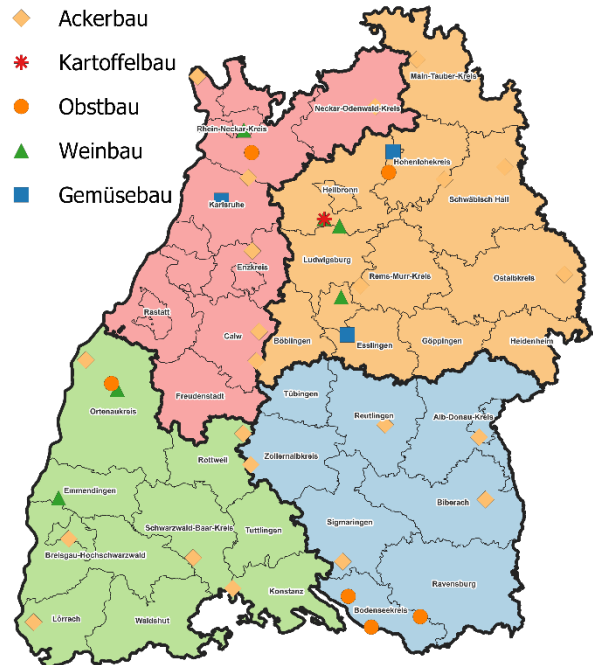 Ackerbau
Kartoffelbau
Obstbau
Weinbau
Gemüsebau
Main-Tauber-Kreis
Neckar-Odenwald-Kreis
Rhein-Neckar-Kreis
Hohenlohekreis
Heilbronn
Schwäbisch Hall
Karlsruhe
Ludwigsburg
Enzkreis
Rems-Murr-Kreis
Ostalbkreis
Rastatt
Calw
Böblingen
Esslingen
Göppingen
Heidenheim
Freudenstadt
Tübingen
Ortenaukreis
Reutlingen
Alb-Donau-Kreis
Rottweil
Zollernalbkreis
Emmendingen
Biberach
Schwarzwald-Baar-Kreis
Tuttlingen
Sigmaringen
Breisgau-Hochschwarzwald
Ravensburg
Konstanz
Bodenseekreis
Lörrach
Waldshut